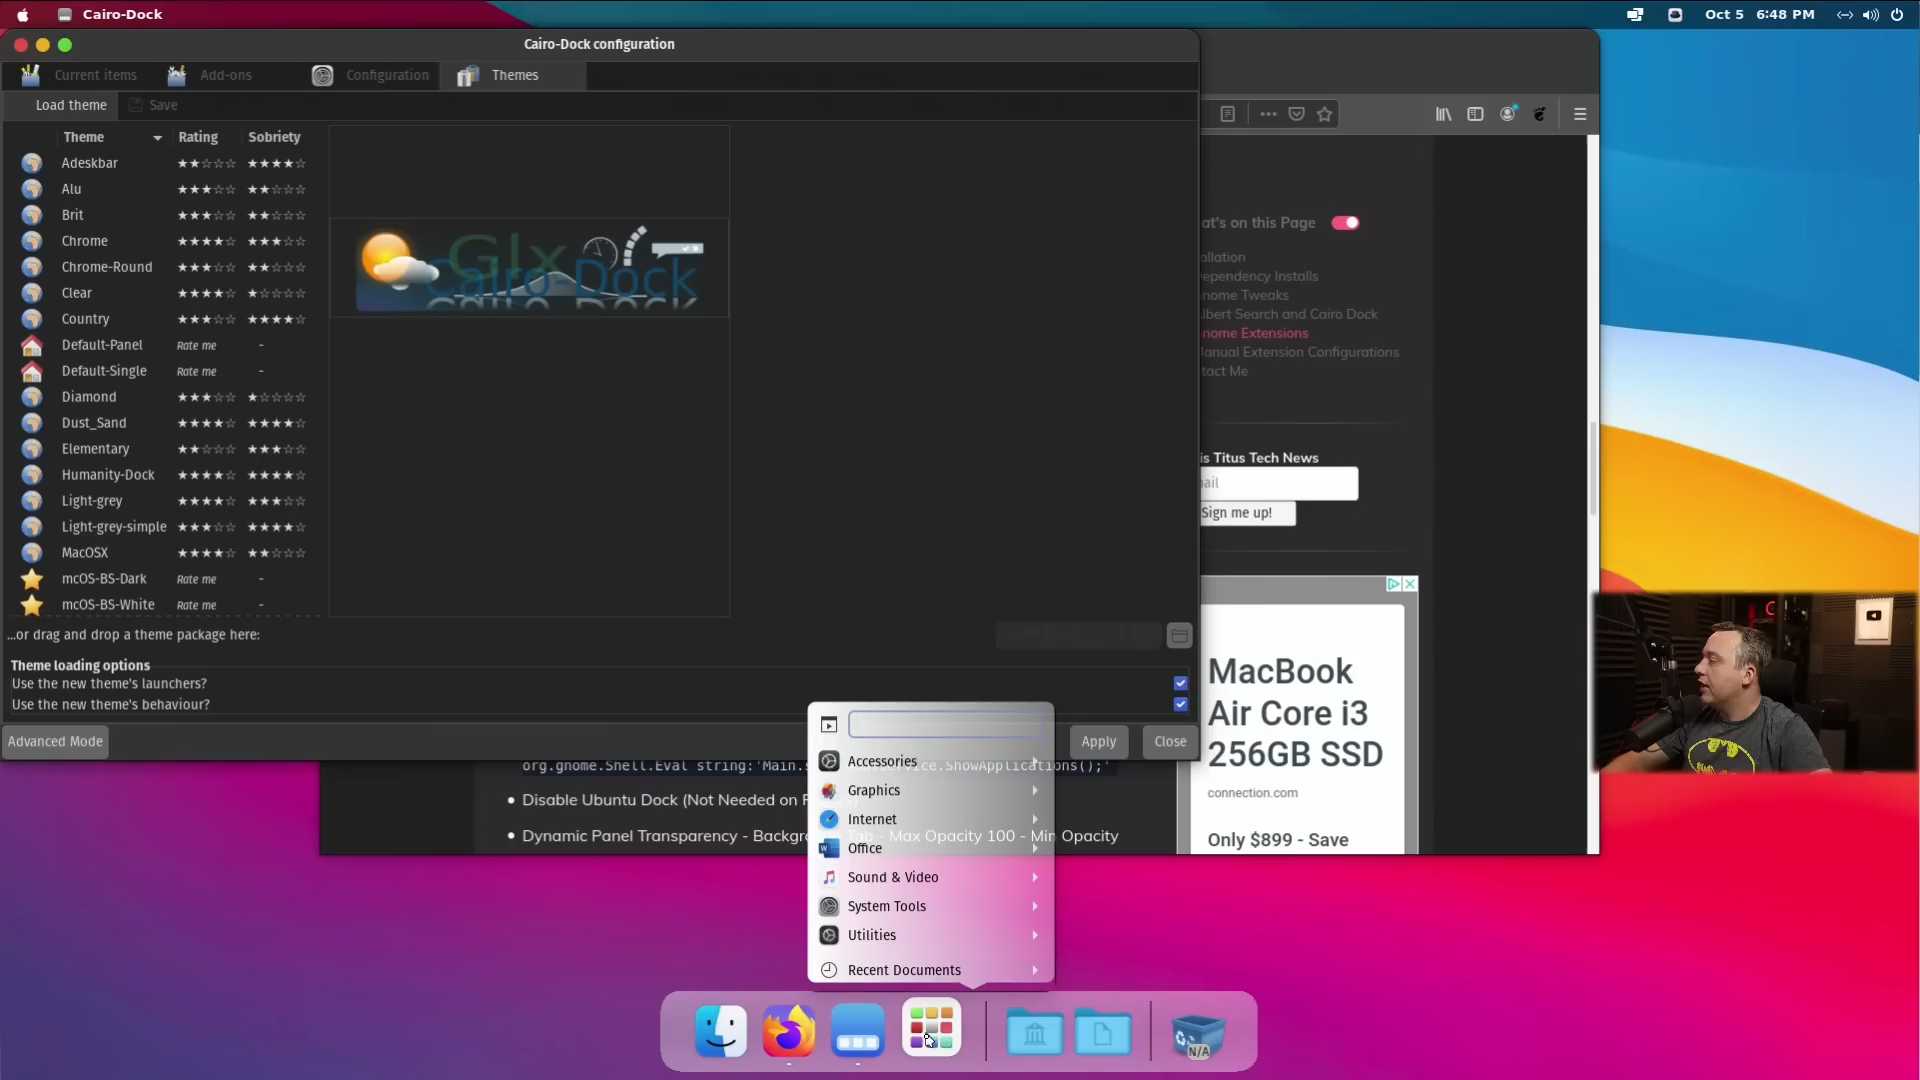 Cairo-Dock
Oct 5 6:48 PM
Cairo-Dock configuration
Current items
Add-ons
Configuration
Themes
Load theme
Save
Theme Rating Sobriety
Adeskbar
Alu
Brit
Chrome
Chrome-Round
Clear
Country
Default-Panel Rate me -
Default-Single Rate me -
Diamond
Dust_Sand
Elementary
Humanity-Dock
Light-grey
Light-grey-simple
MacOSX
mcOS-BS-Dark Rate me -
mcOS-BS-White Rate me -
Glx
Cairo-Dock
...or drag and drop a theme package here:
Theme loading options
Use the new theme's launchers?
Use the new theme's behaviour?
Advanced Mode
Apply
Close
at's on this Page
allation
ependency Installs
nome Tweaks
lbert Search and Cairo Dock
nome Extensions
anual Extension Configurations
tact Me
is Titus Tech News
ail
Sign me up!
MacBook
Air Core i3
256GB SSD
connection.com
Only $899 - Save
org.gnome.Shell.Eval string:'Main.s
.ShowApplications();'
Disable Ubuntu Dock (Not Needed on
Dynamic Panel Transparency - Backgro
Tab - Max Opacity 100 - Min Opacity
Accessories
Graphics
Internet
Office
Sound & Video
System Tools
Utilities
Recent Documents
N/A